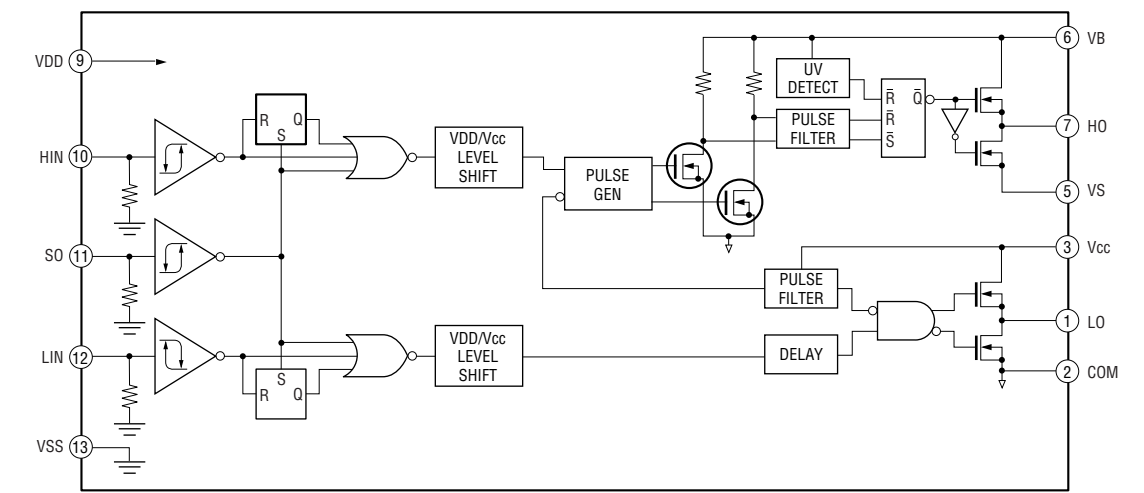 VDD 9
6 VB
UV
DETECT
R̅ Q̅
R Q
S
R̅
PULSE
FILTER
S̅
7 HO
HIN 10
VDD/Vcc
LEVEL
SHIFT
PULSE
GEN
5 VS
SO 11
3 Vcc
PULSE
FILTER
1 LO
VDD/Vcc
LEVEL
SHIFT
LIN 12
DELAY
2 COM
S
R Q
VSS 13